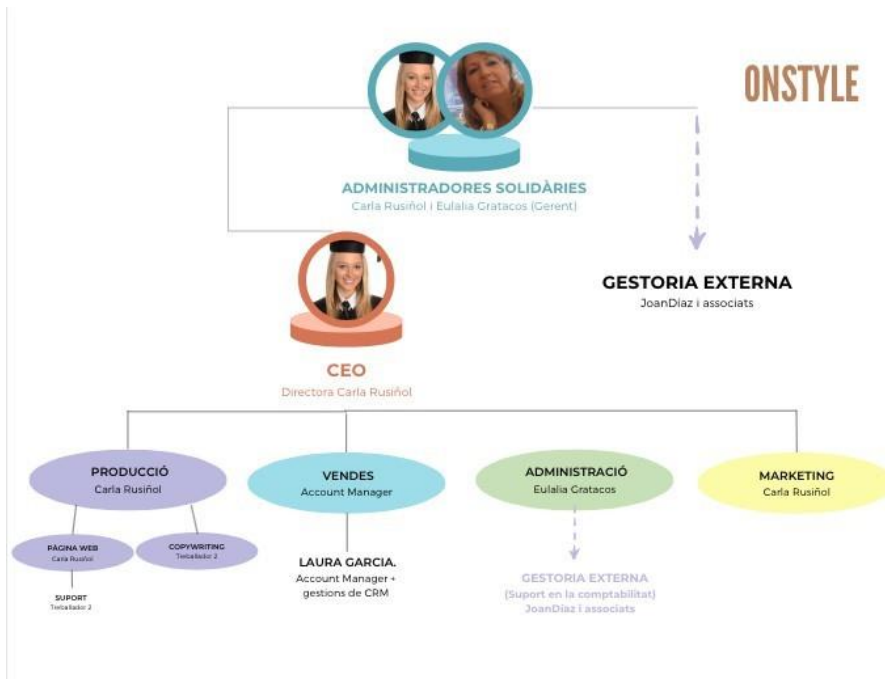 ONSTYLE
ADMINISTRADORES SOLIDÀRIES
Carla Rusiñol i Eulalia Gratacos (Gerent)
GESTORIA EXTERNA
JoanDíaz i associats
CEO
Directora Carla Rusiñol
PRODUCCIÓ
Carla Rusiñol
VENDES
Account Manager
ADMINISTRACIÓ
Eulalia Gratacos
MARKETING
Carla Rusiñol
PÀGINA WEB
Carla Rusiñol
COPYWRITING
Treballador 2
SUPORT
Treballador 2
LAURA GARCIA.
Account Manager +
gestions de CRM
GESTORIA EXTERNA
(Suport en la comptabilitat)
JoanDíaz i associats